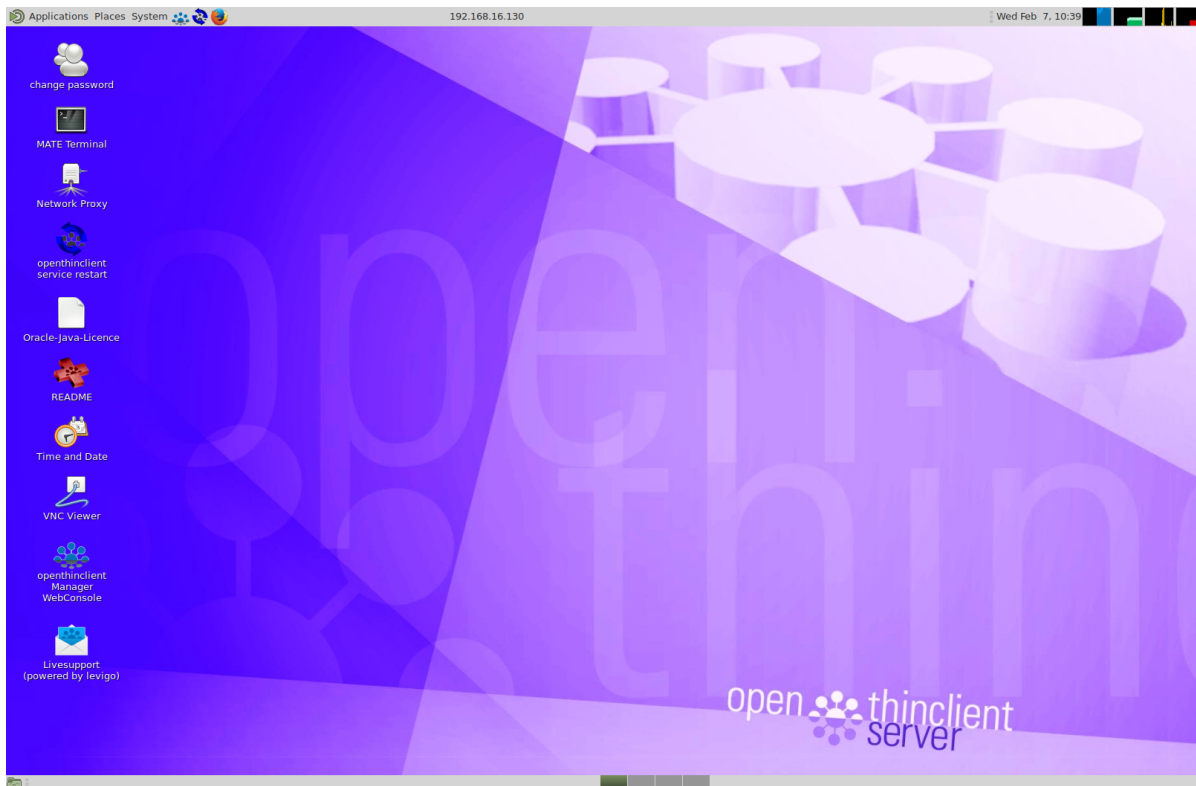 Applications Places System
192.168.16.130
Wed Feb 7, 10:39
change password
MATE Terminal
Network Proxy
openthinclient
service restart
Oracle-Java-Licence
README
Time and Date
VNC Viewer
openthinclient
Manager
WebConsole
Livesupport
(powered by levigo)
open
thin
open thinclient
server